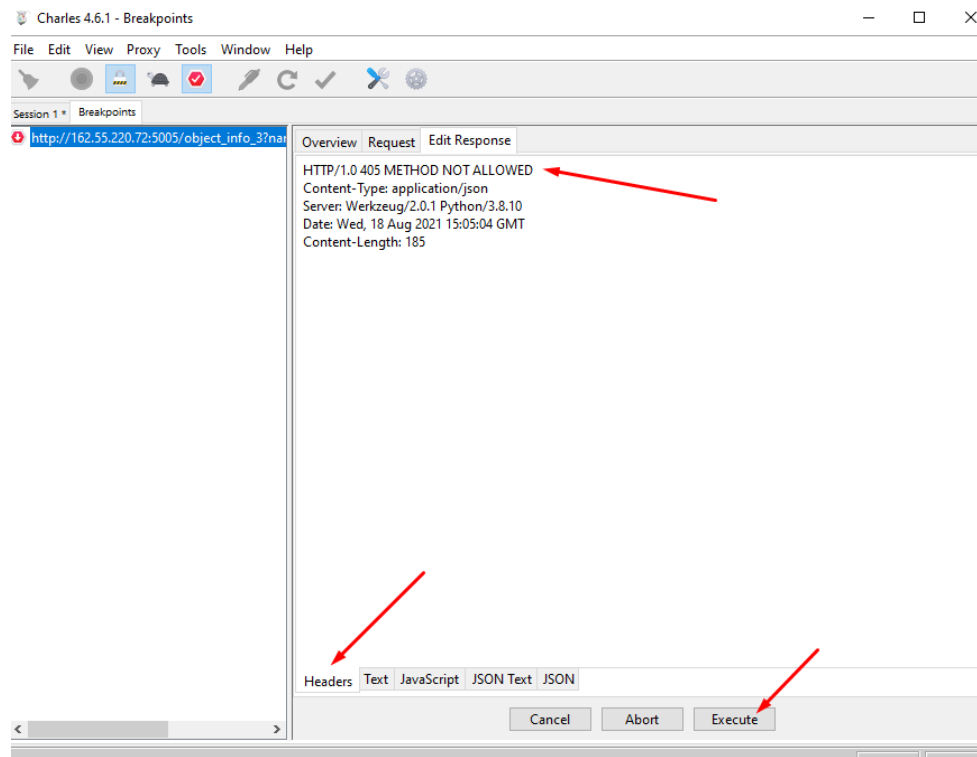 Charles 4.6.1 - Breakpoints
File Edit View Proxy Tools Window Help
Session 1 * Breakpoints
http://162.55.220.72:5005/object_info_3?nar
Overview Request Edit Response
HTTP/1.0 405 METHOD NOT ALLOWED
Content-Type: application/json
Server: Werkzeug/2.0.1 Python/3.8.10
Date: Wed, 18 Aug 2021 15:05:04 GMT
Content-Length: 185
Headers Text JavaScript JSON Text JSON
Cancel Abort Execute